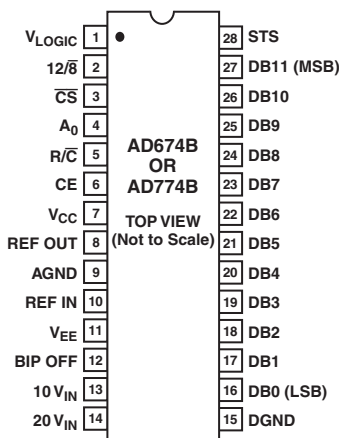 VLOGIC 1
12/8̅ 2
C̅S̅ 3
A0 4
R/C̅ 5
CE 6
VCC 7
REF OUT 8
AGND 9
REF IN 10
VEE 11
BIP OFF 12
10 VIN 13
20 VIN 14
AD674B
OR
AD774B
TOP VIEW
(Not to Scale)
28 STS
27 DB11 (MSB)
26 DB10
25 DB9
24 DB8
23 DB7
22 DB6
21 DB5
20 DB4
19 DB3
18 DB2
17 DB1
16 DB0 (LSB)
15 DGND